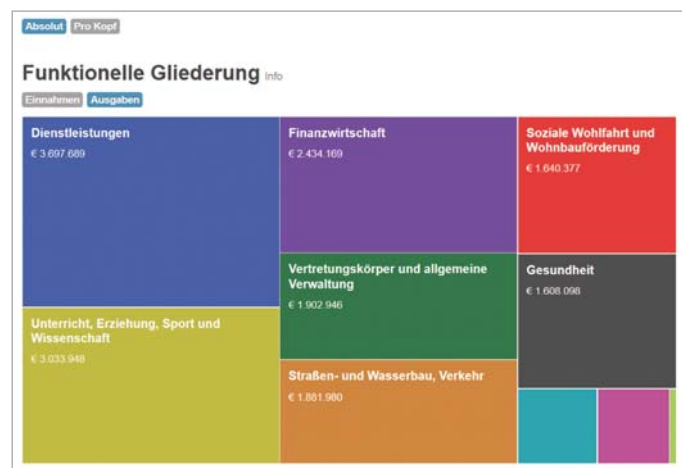 Absolut Pro Kopf
Funktionelle Gliederung Info
Einnahmen Ausgaben
Dienstleistungen
€ 3.697.689
Unterricht, Erziehung, Sport und
Wissenschaft
€ 3.033.948
Finanzwirtschaft
€ 2.434.169
Vertretungskörper und allgemeine
Verwaltung
€ 1.902.946
Straßen- und Wasserbau, Verkehr
€ 1.881.980
Soziale Wohlfahrt und
Wohnbauförderung
€ 1.640.377
Gesundheit
€ 1.608.098